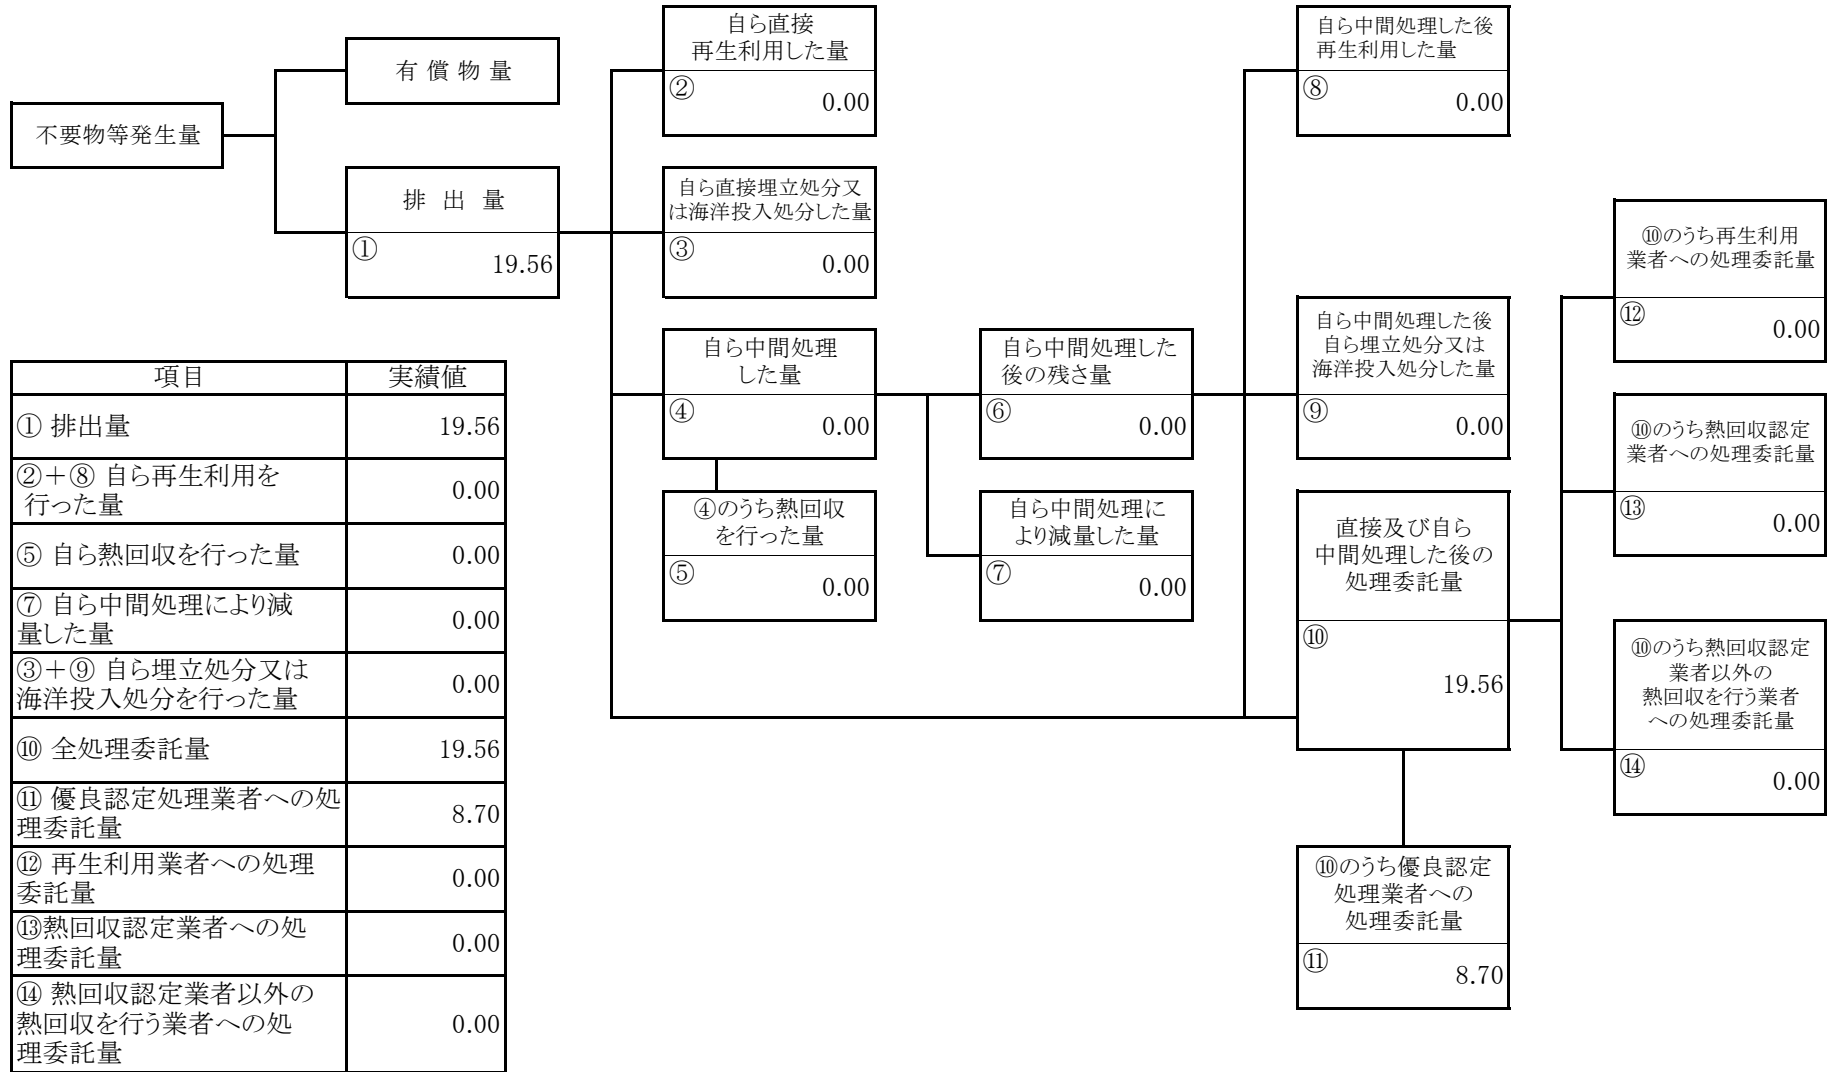 自ら直接
再生利用した量
②
0.00
自ら中間処理した後
再生利用した量
⑧
0.00
有 償 物 量
不要物等発生量
排 出 量
①
19.56
自ら直接埋立処分又
は海洋投入処分した量
③
0.00
⑩のうち再生利用
業者への処理委託量
⑫
0.00
自ら中間処理
した量
④
0.00
自ら中間処理した
後の残さ量
⑥
0.00
自ら中間処理した後
自ら埋立処分又は
海洋投入処分した量
⑨
0.00
⑩のうち熱回収認定
業者への処理委託量
⑬
0.00
④のうち熱回収
を行った量
⑤
0.00
自ら中間処理に
より減量した量
⑦
0.00
直接及び自ら
中間処理した後の
処理委託量
⑩
19.56
⑩のうち熱回収認定
業者以外の
熱回収を行う業者
への処理委託量
⑭
0.00
⑩のうち優良認定
処理業者への
処理委託量
⑪
8.70
項目 実績値
① 排出量 19.56
②＋⑧ 自ら再生利用を
行った量 0.00
⑤ 自ら熱回収を行った量 0.00
⑦ 自ら中間処理により減
量した量 0.00
③＋⑨ 自ら埋立処分又は
海洋投入処分を行った量 0.00
⑩ 全処理委託量 19.56
⑪ 優良認定処理業者への処
理委託量 8.70
⑫ 再生利用業者への処理
委託量 0.00
⑬熱回収認定業者への処
理委託量 0.00
⑭ 熱回収認定業者以外の
熱回収を行う業者への処
理委託量 0.00